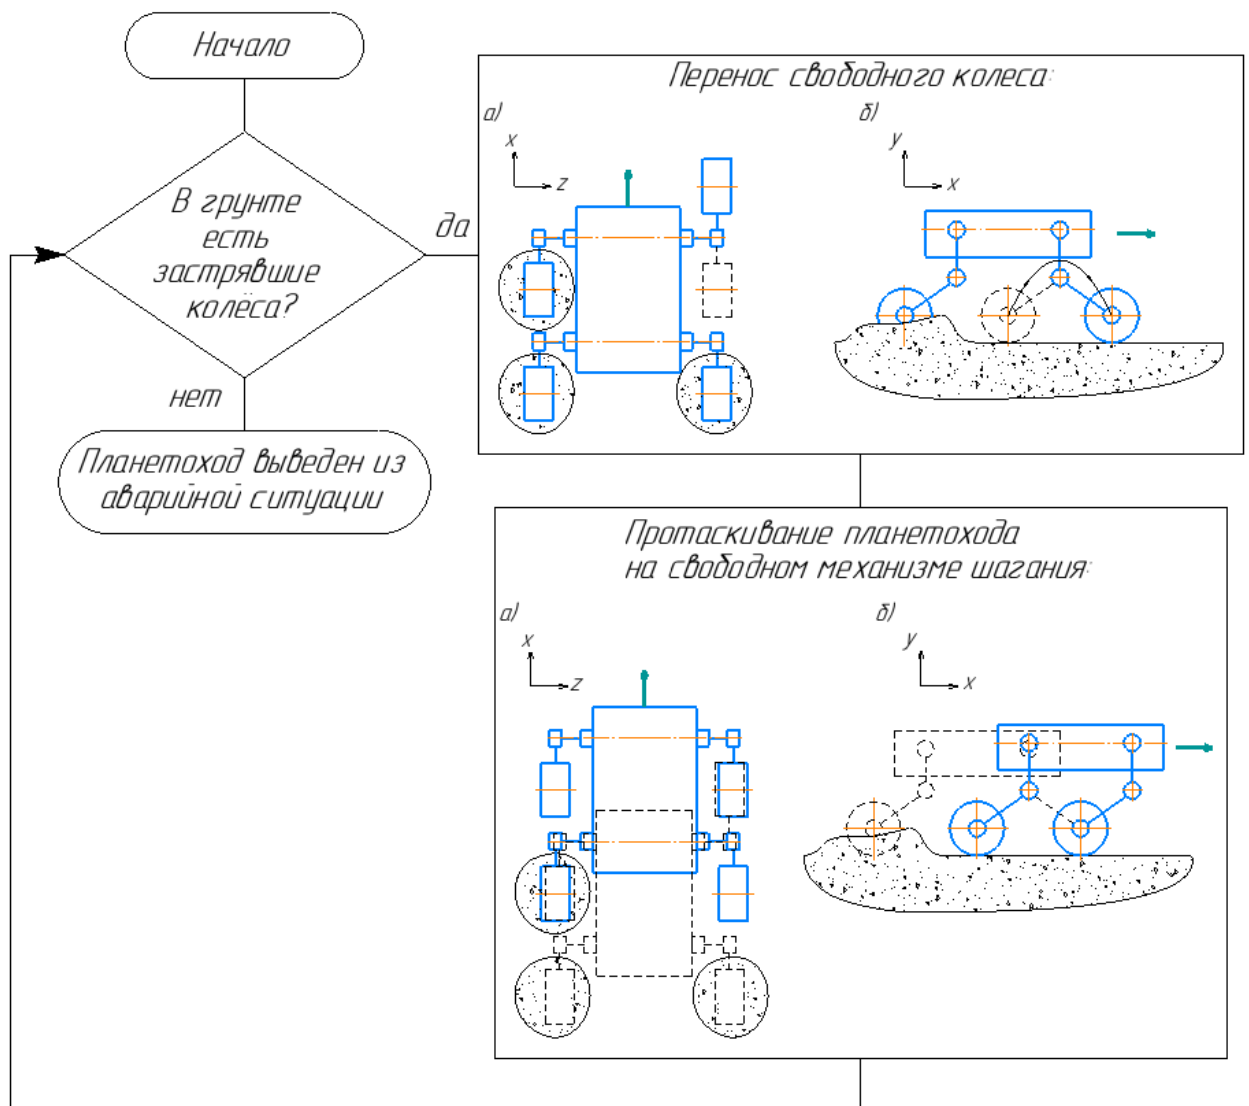 Начало
В грунте
есть
застрявшие
колёса?
да
нет
Планетоход выведен из
аварийной ситуации
Перенос свободного колеса:
а)
x
z
б)
y
x
Протаскивание планетохода
на свободном механизме шагания:
а)
x
z
б)
y
x